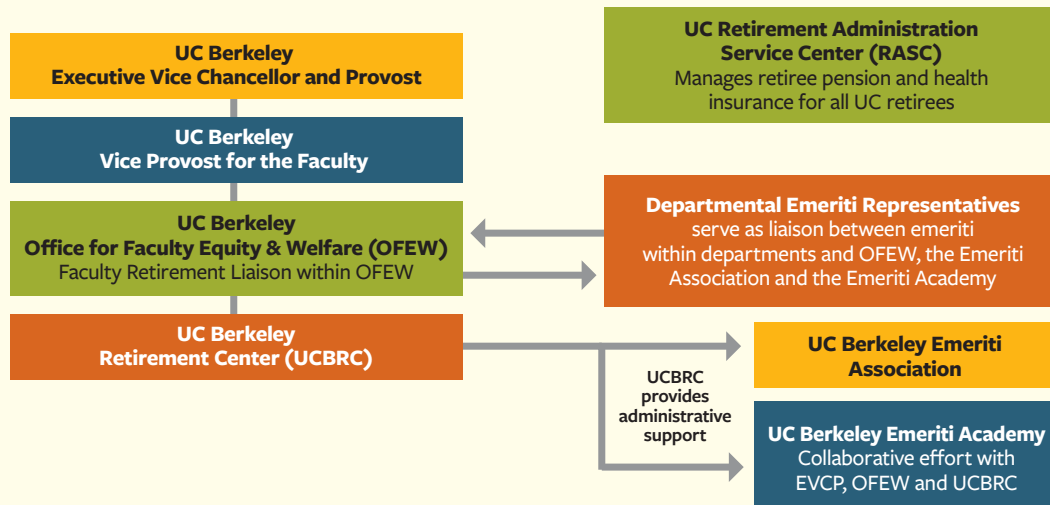 UC Berkeley
Executive Vice Chancellor and Provost
UC Berkeley
Vice Provost for the Faculty
UC Berkeley
Office for Faculty Equity & Welfare (OFEW)
Faculty Retirement Liaison within OFEW
UC Berkeley
Retirement Center (UCBRC)
UC Retirement Administration
Service Center (RASC)
Manages retiree pension and health
insurance for all UC retirees
Departmental Emeriti Representatives
serve as liaison between emeriti
within departments and OFEW, the Emeriti
Association and the Emeriti Academy
UCBRC
provides
administrative
support
UC Berkeley Emeriti
Association
UC Berkeley Emeriti Academy
Collaborative effort with
EVCP, OFEW and UCBRC